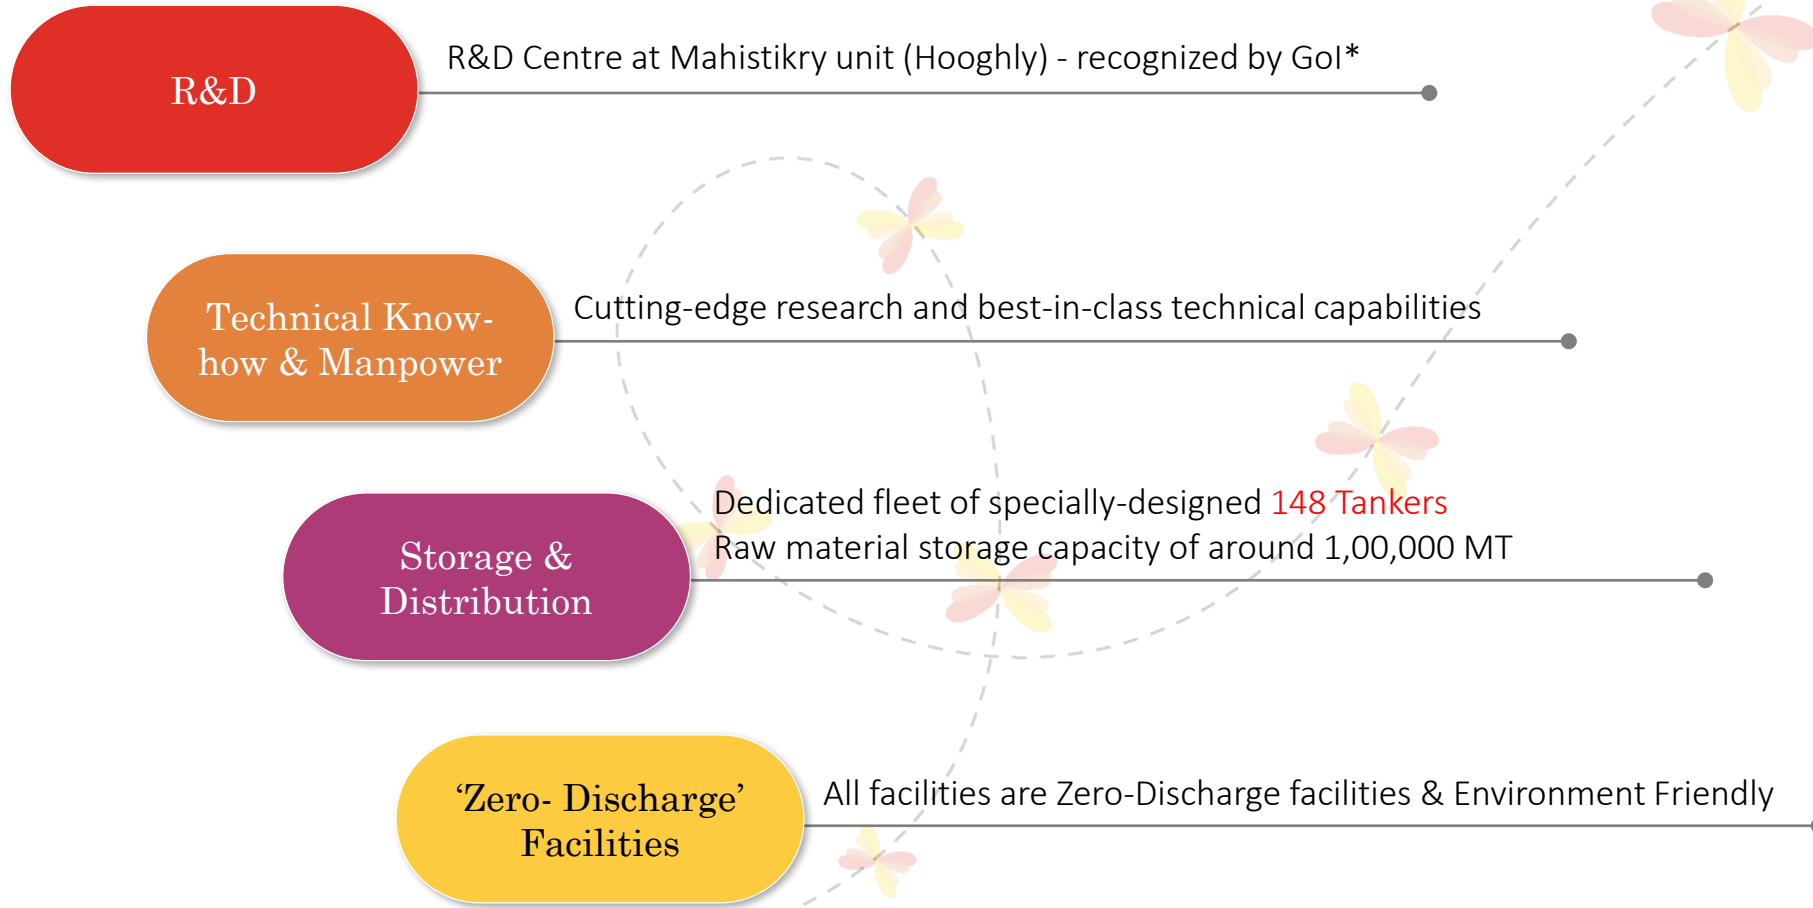 R&D
R&D Centre at Mahistikry unit (Hooghly) - recognized by GoI*
Technical Know-
how & Manpower
Cutting-edge research and best-in-class technical capabilities
Storage &
Distribution
Dedicated fleet of specially-designed 148 Tankers
Raw material storage capacity of around 1,00,000 MT
‘Zero- Discharge’
Facilities
All facilities are Zero-Discharge facilities & Environment Friendly